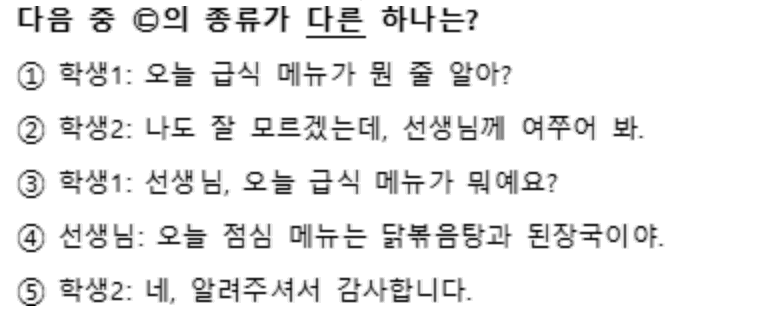 다음 중 ©의 종류가 다른 하나는?
① 학생1: 오늘 급식 메뉴가 뭔 줄 알아?
② 학생2: 나도 잘 모르겠는데, 선생님께 여쭈어 봐.
③ 학생1: 선생님, 오늘 급식 메뉴가 뭐예요?
④ 선생님: 오늘 점심 메뉴는 닭볶음탕과 된장국이야.
⑤ 학생2: 네, 알려주셔서 감사합니다.